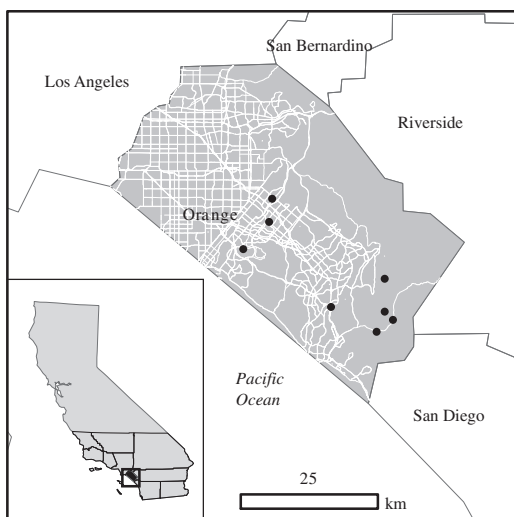 San Bernardino
Los Angeles
Riverside
Orange
Pacific
Ocean
San Diego
25
km